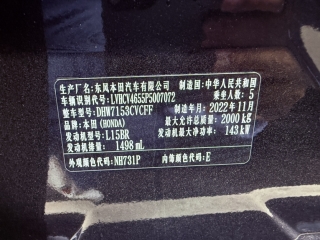 生产厂名:东风本田汽车有限公司 制造国:中华人民共和国
车辆识别代号:LVHCV4655P5007072 乘坐人数:5
整车型号:DHW7153CVCFF 制造年月:2022年11月
品牌:本田(HONDA) 最大允许总质量:2000 kg
发动机型号:L15BR 发动机最大净功率:143 kW
发动机排量:1498 mL
外观颜色代码:NH731P 内饰颜色代码:E